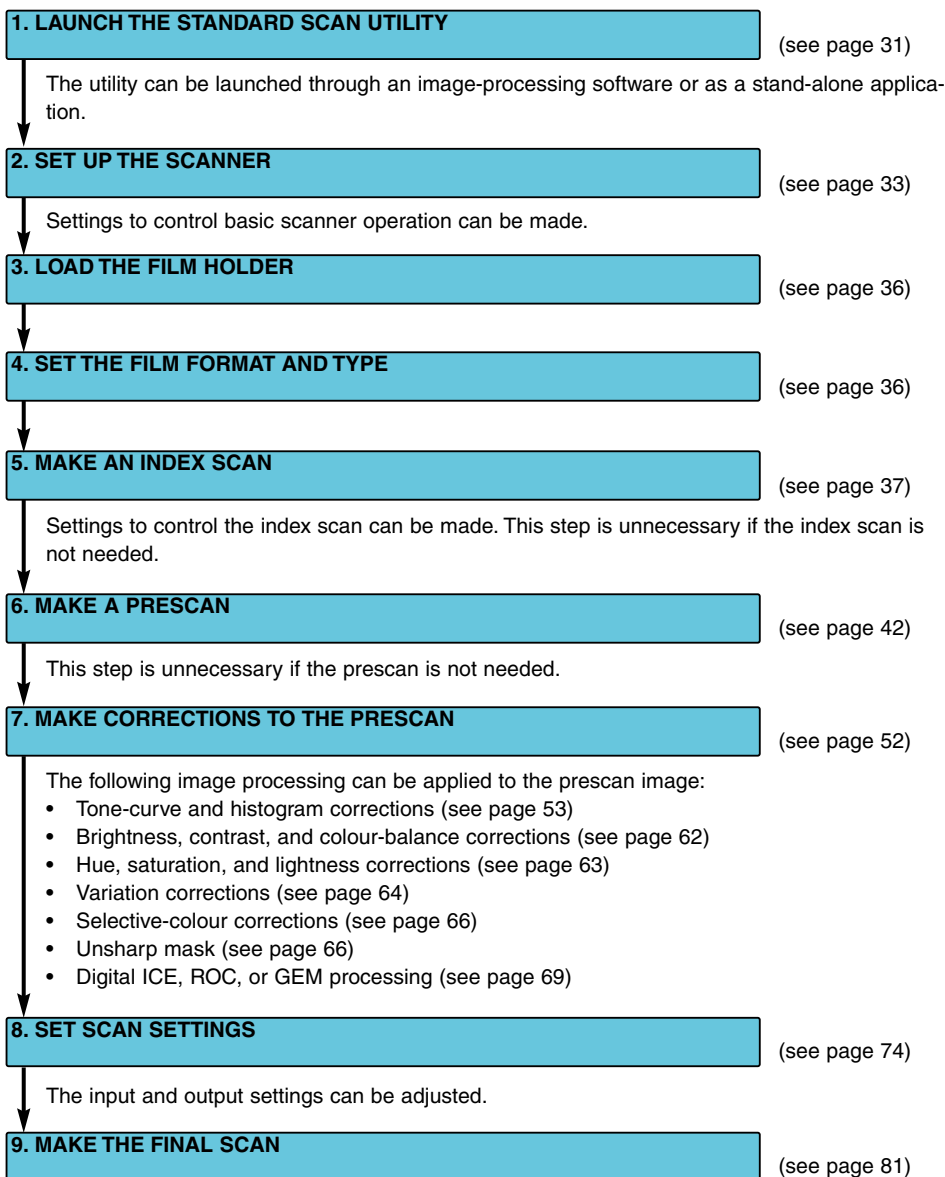 1. LAUNCH THE STANDARD SCAN UTILITY
(see page 31)
The utility can be launched through an image-processing software or as a stand-alone applica-
tion.
2. SET UP THE SCANNER
(see page 33)
Settings to control basic scanner operation can be made.
3. LOAD THE FILM HOLDER
(see page 36)
4. SET THE FILM FORMAT AND TYPE
(see page 36)
5. MAKE AN INDEX SCAN
(see page 37)
Settings to control the index scan can be made. This step is unnecessary if the index scan is
not needed.
6. MAKE A PRESCAN
(see page 42)
This step is unnecessary if the prescan is not needed.
7. MAKE CORRECTIONS TO THE PRESCAN
(see page 52)
The following image processing can be applied to the prescan image:
• Tone-curve and histogram corrections (see page 53)
• Brightness, contrast, and colour-balance corrections (see page 62)
• Hue, saturation, and lightness corrections (see page 63)
• Variation corrections (see page 64)
• Selective-colour corrections (see page 66)
• Unsharp mask (see page 66)
• Digital ICE, ROC, or GEM processing (see page 69)
8. SET SCAN SETTINGS
(see page 74)
The input and output settings can be adjusted.
9. MAKE THE FINAL SCAN
(see page 81)